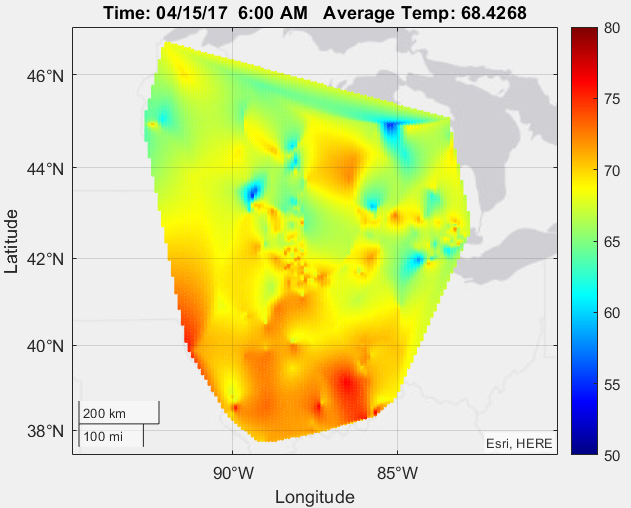 Time: 04/15/17 6:00 AM Average Temp: 68.4268
46°N
44°N
42°N
40°N
38°N
Latitude
200 km
100 mi
Esri, HERE
90°W
85°W
Longitude
80
75
70
65
60
55
50